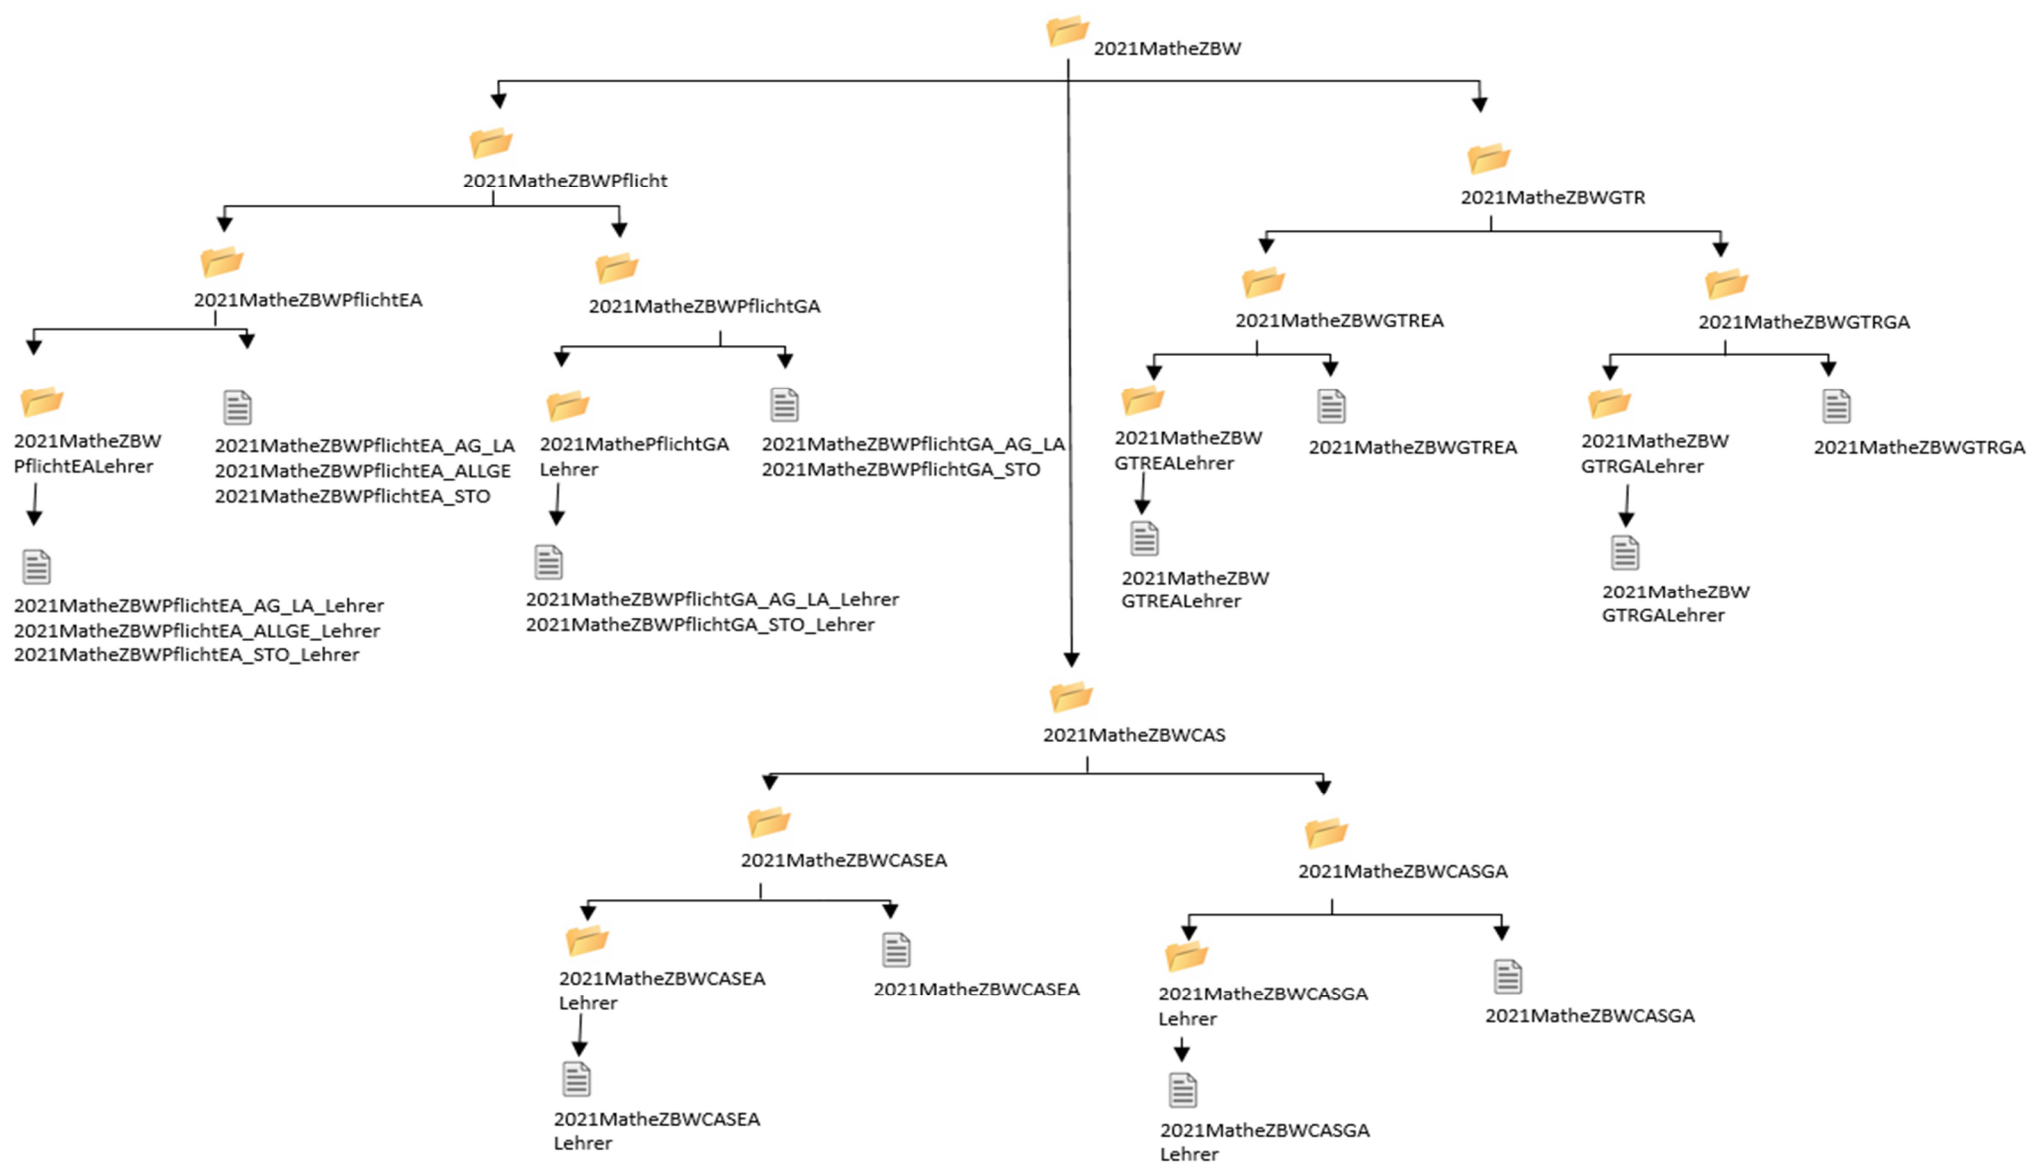 2021MatheZBW
2021MatheZBWPflicht
2021MatheZBWGTR
2021MatheZBWPflichtEA
2021MatheZBWPflichtGA
2021MatheZBWGTREA
2021MatheZBWGTRGA
2021MatheZBW
PflichtEALehrer
2021MatheZBWPflichtEA_AG_LA
2021MatheZBWPflichtEA_ALLGE
2021MatheZBWPflichtEA_STO
2021MathePflichtGA
Lehrer
2021MatheZBWPflichtGA_AG_LA
2021MatheZBWPflichtGA_STO
2021MatheZBW
GTREALehrer
2021MatheZBWGTREA
2021MatheZBW
GTRGALehrer
2021MatheZBWGTRGA
2021MatheZBWPflichtEA_AG_LA_Lehrer
2021MatheZBWPflichtEA_ALLGE_Lehrer
2021MatheZBWPflichtEA_STO_Lehrer
2021MatheZBWPflichtGA_AG_LA_Lehrer
2021MatheZBWPflichtGA_STO_Lehrer
2021MatheZBW
GTREALehrer
2021MatheZBW
GTRGALehrer
2021MatheZBWCAS
2021MatheZBWCASEA
2021MatheZBWCASGA
2021MatheZBWCASEA
Lehrer
2021MatheZBWCASEA
2021MatheZBWCASGA
Lehrer
2021MatheZBWCASGA
2021MatheZBWCASEA
Lehrer
2021MatheZBWCASGA
Lehrer